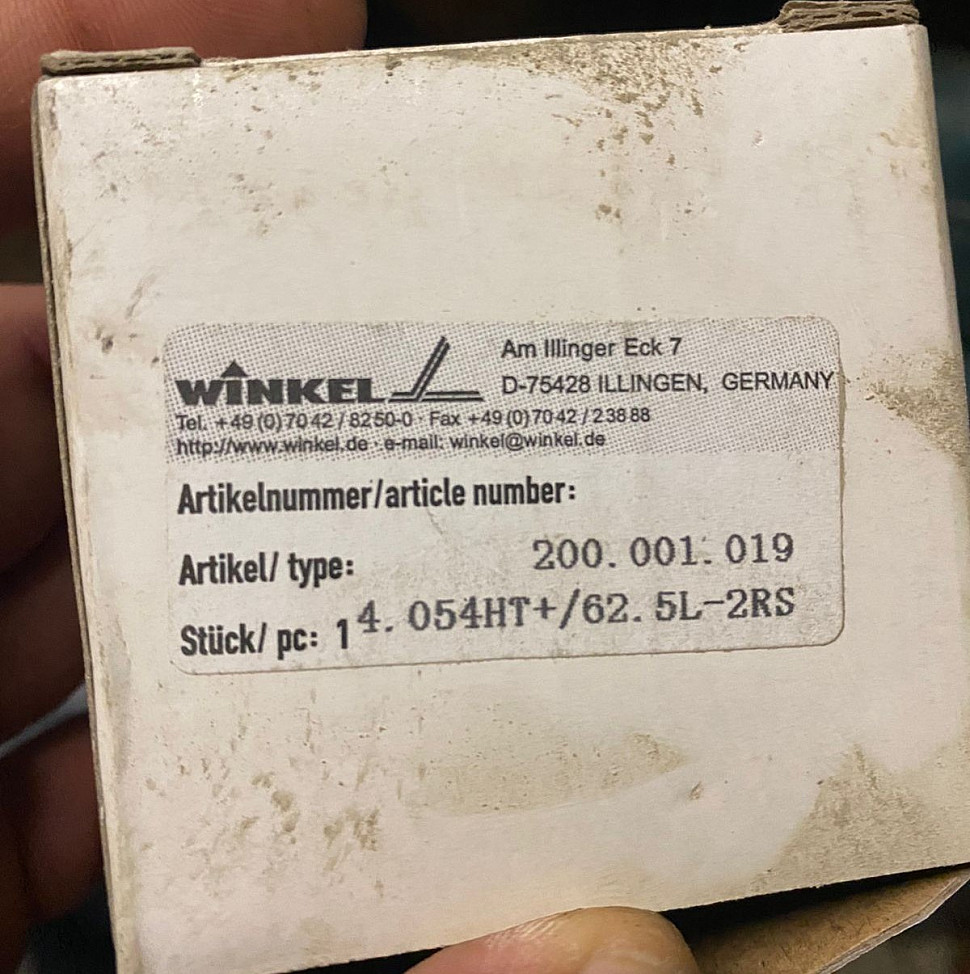 WINKEL
Am Illinger Eck 7
D-75428 ILLINGEN, GERMANY
Tel. +49 (0) 70 42 / 82 50-0 · Fax +49 (0) 70 42 / 2 38 88
http://www.winkel.de · e-mail: winkel@winkel.de
Artikelnummer/article number:
200. 001. 019
Artikel/ type:
4. 054HT+/62. 5L-2RS
Stück/ pc: 1